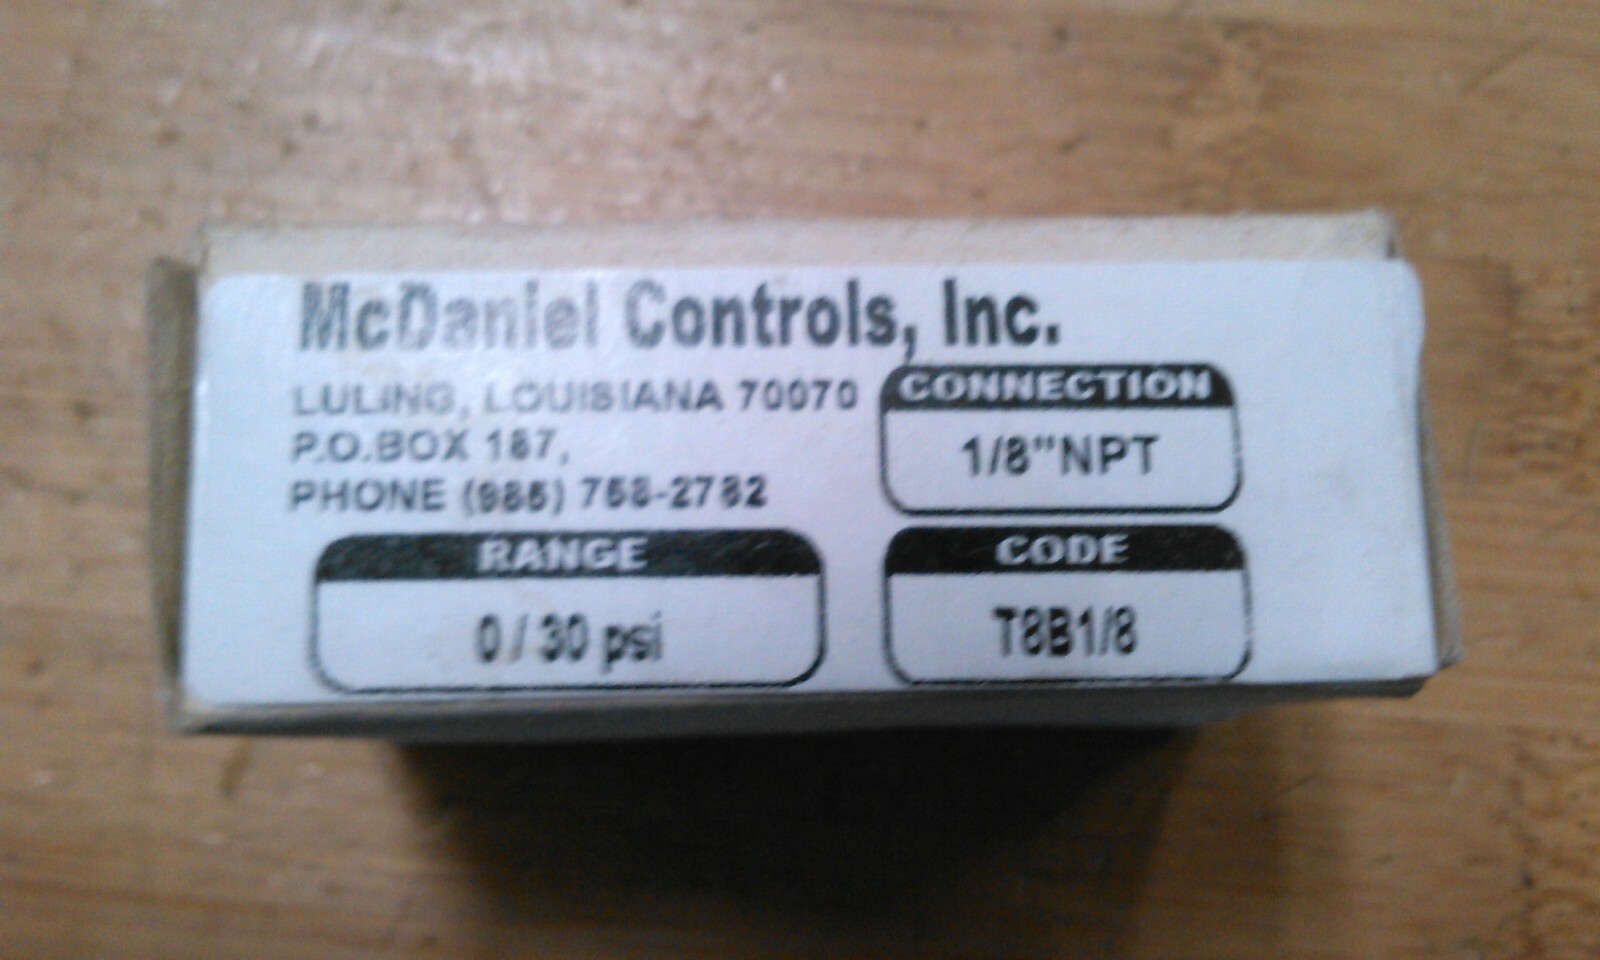 McDaniel Controls, Inc.
LULING, LOUISIANA 70070
P.O.BOX 187,
PHONE (985) 758-2782
CONNECTION
1/8"NPT
RANGE
0 / 30 psi
CODE
T8B1/8